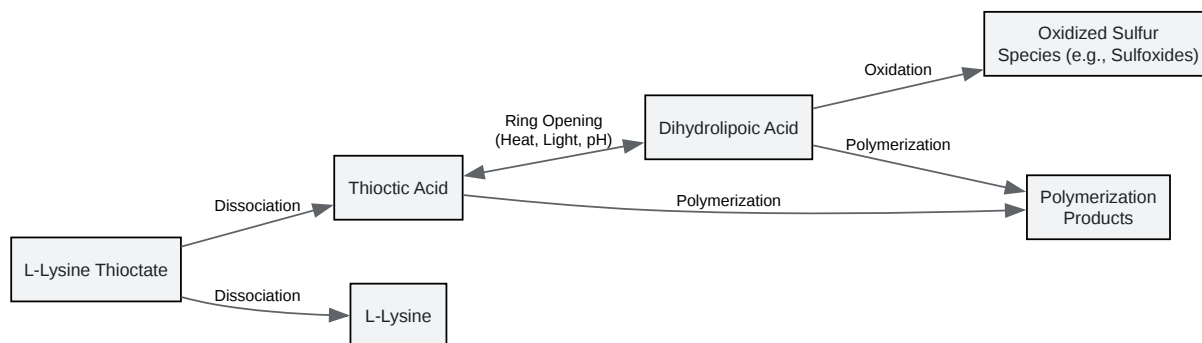 L-Lysine Thioctate
Dissociation
Dissociation
Thioctic Acid
L-Lysine
Ring Opening
(Heat, Light, pH)
Polymerization
Dihydrolipoic Acid
Oxidation
Polymerization
Oxidized Sulfur
Species (e.g., Sulfoxides)
Polymerization
Products